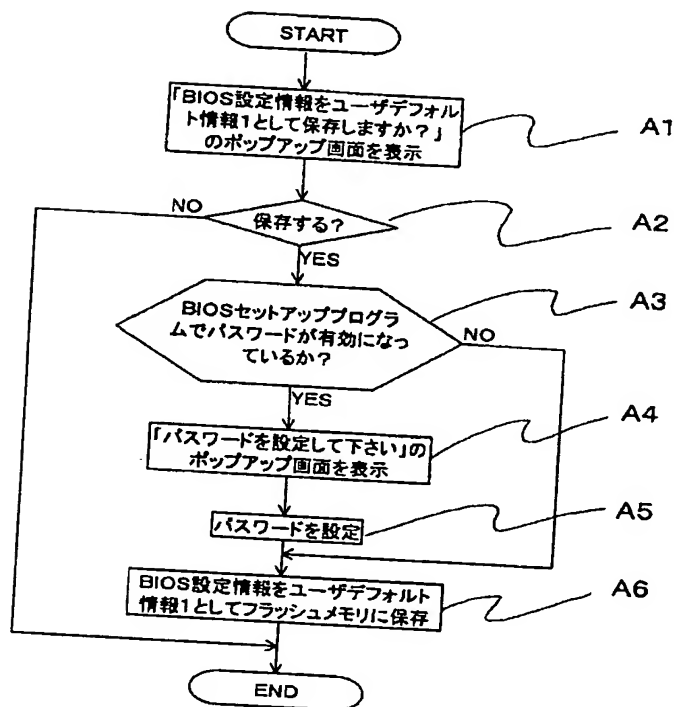 START
「BIOS設定情報をユーザデフォル
ト情報1として保存しますか?」
のポップアップ画面を表示
A1
NO
保存する?
A2
YES
BIOSセットアッププログラ
ムでパスワードが有効になっ
ているか?
A3
NO
YES
「パスワードを設定して下さい」の
ポップアップ画面を表示
A4
パスワードを設定
A5
BIOS設定情報をユーザデフォルト
情報1としてフラッシュメモリに保存
A6
END